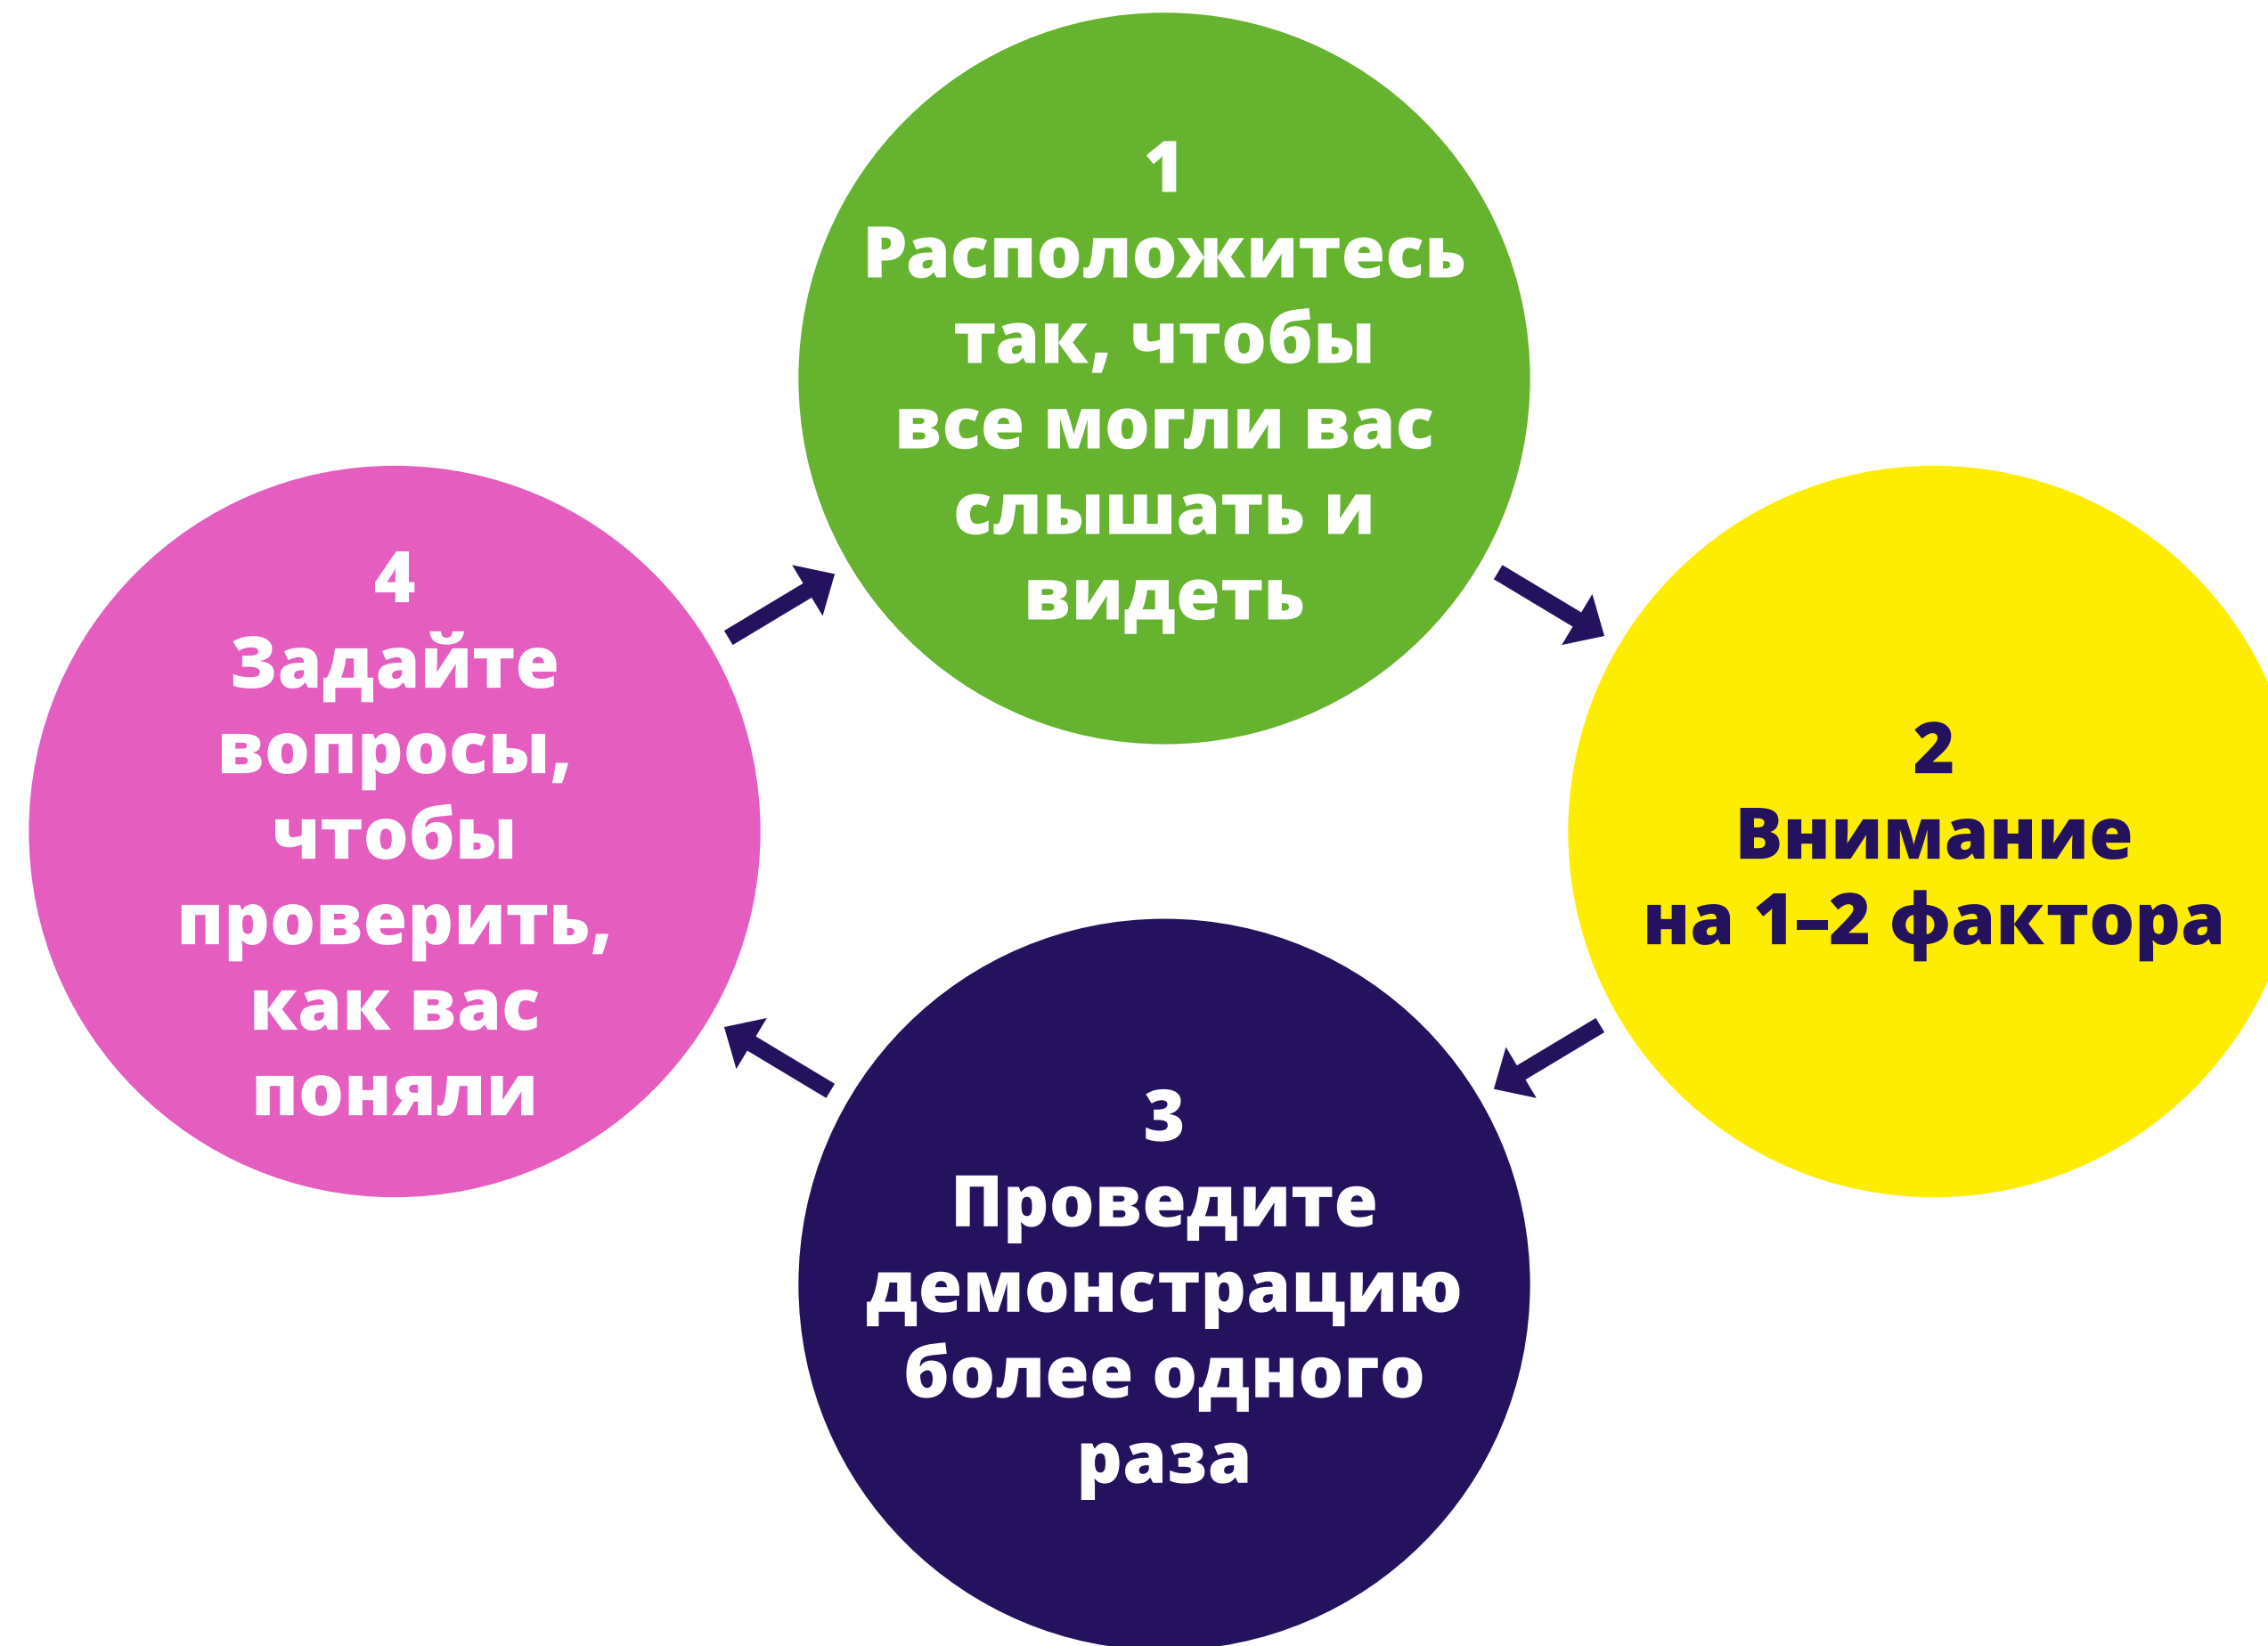 1
Расположитесь
так, чтобы
все могли вас
слышать и
видеть
2
Внимание
на 1–2 фактора
3
Проведите
демонстрацию
более одного
раза
4
Задайте
вопросы,
чтобы
проверить,
как вас
поняли